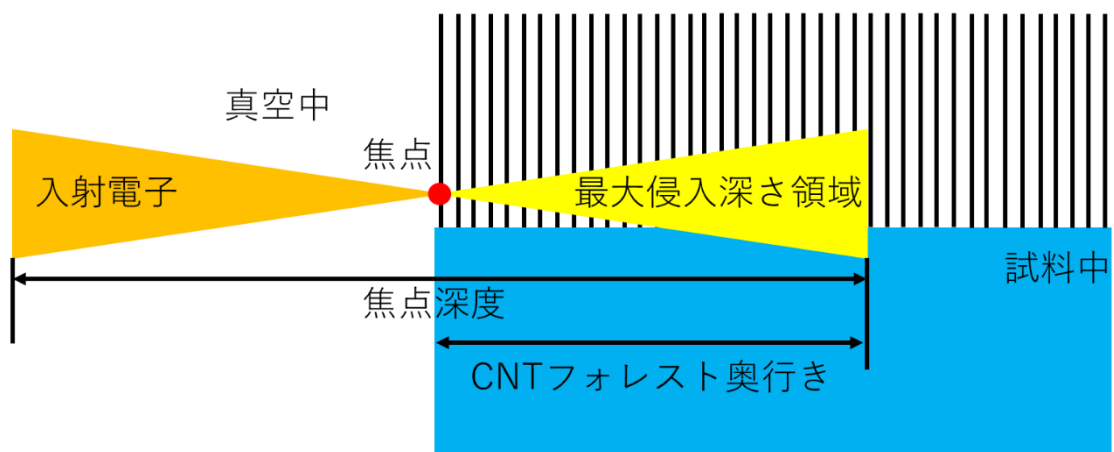 真空中
焦点
入射電子
最大侵入深さ領域
試料中
焦点深度
CNTフォレスト奥行き